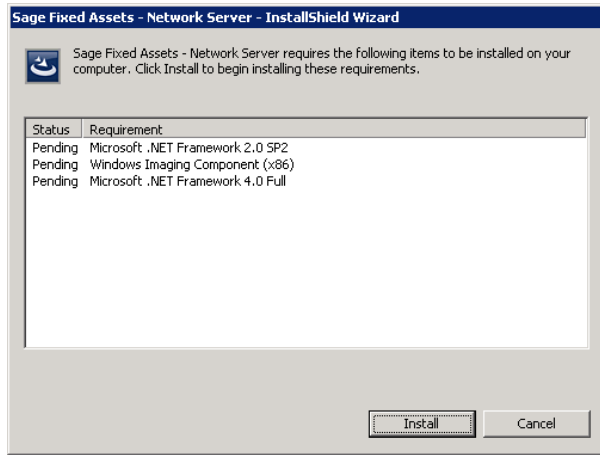 Sage Fixed Assets - Network Server - InstallShield Wizard
Sage Fixed Assets - Network Server requires the following items to be installed on your
computer. Click Install to begin installing these requirements.
Status Requirement
Pending Microsoft .NET Framework 2.0 SP2
Pending Windows Imaging Component (x86)
Pending Microsoft .NET Framework 4.0 Full
Install Cancel